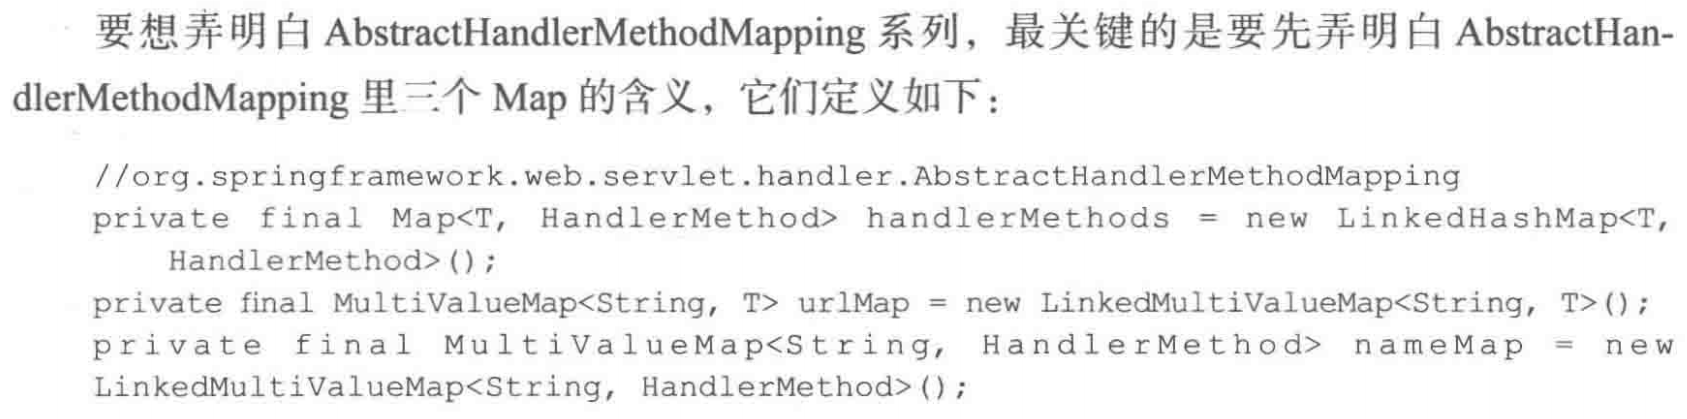 要想弄明白 AbstractHandlerMethodMapping 系列，最关键的是要先弄明白 AbstractHan-
dlerMethodMapping 里三个 Map 的含义，它们定义如下：
//org.springframework.web.servlet.handler.AbstractHandlerMethodMapping
private final Map<T, HandlerMethod> handlerMethods = new LinkedHashMap<T,
HandlerMethod>();
private final MultiValueMap<String, T> urlMap = new LinkedMultiValueMap<String, T>();
private final MultiValueMap<String, HandlerMethod> nameMap = new
LinkedMultiValueMap<String, HandlerMethod>();